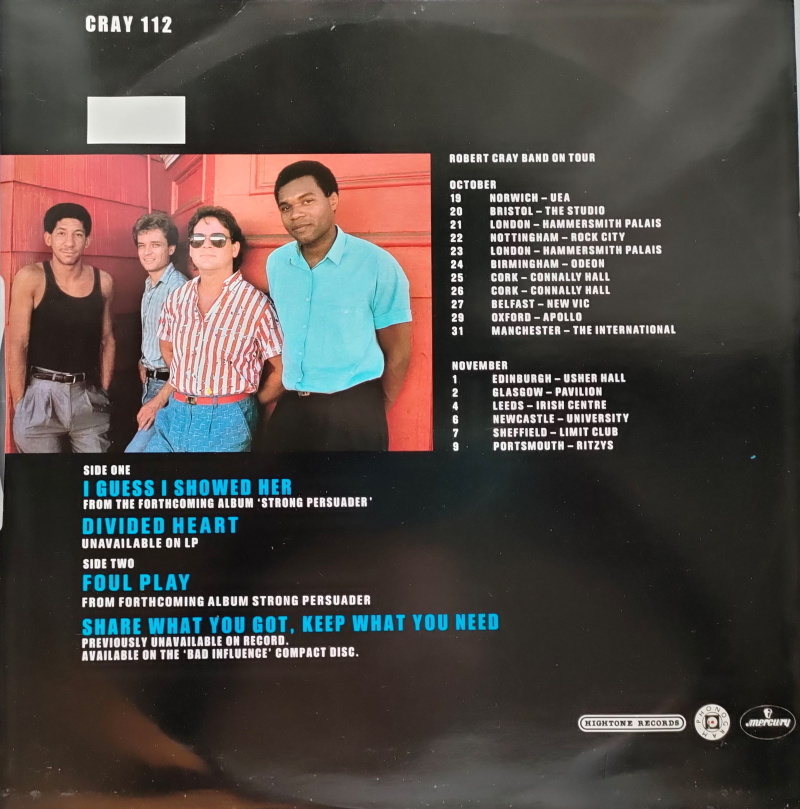 CRAY 112
ROBERT CRAY BAND ON TOUR
OCTOBER
19 NORWICH – UEA
20 BRISTOL – THE STUDIO
21 LONDON – HAMMERSMITH PALAIS
22 NOTTINGHAM – ROCK CITY
23 LONDON – HAMMERSMITH PALAIS
24 BIRMINGHAM – ODEON
25 CORK – CONNALLY HALL
26 CORK – CONNALLY HALL
27 BELFAST – NEW VIC
29 OXFORD – APOLLO
31 MANCHESTER – THE INTERNATIONAL
NOVEMBER
1 EDINBURGH – USHER HALL
2 GLASGOW – PAVILION
4 LEEDS – IRISH CENTRE
6 NEWCASTLE – UNIVERSITY
7 SHEFFIELD – LIMIT CLUB
9 PORTSMOUTH – RITZYS
SIDE ONE
I GUESS I SHOWED HER
FROM THE FORTHCOMING ALBUM ‘STRONG PERSUADER’
DIVIDED HEART
UNAVAILABLE ON LP
SIDE TWO
FOUL PLAY
FROM FORTHCOMING ALBUM STRONG PERSUADER
SHARE WHAT YOU GOT, KEEP WHAT YOU NEED
PREVIOUSLY UNAVAILABLE ON RECORD.
AVAILABLE ON THE ‘BAD INFLUENCE’ COMPACT DISC.
HIGHTONE RECORDS
PHONOGRAM
mercury